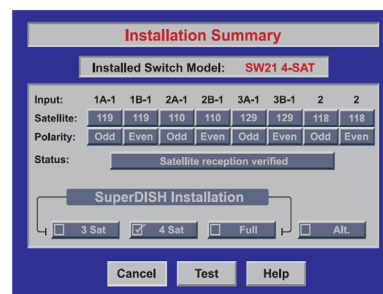 Installation Summary
Installed Switch Model: SW21 4-SAT
Input: 1A-1 1B-1 2A-1 2B-1 3A-1 3B-1 2 2
Satellite: 119 119 110 110 129 129 118 118
Polarity: Odd Even Odd Even Odd Even Odd Even
Status: Satellite reception verified
SuperDISH Installation
3 Sat 4 Sat Full Alt.
Cancel Test Help